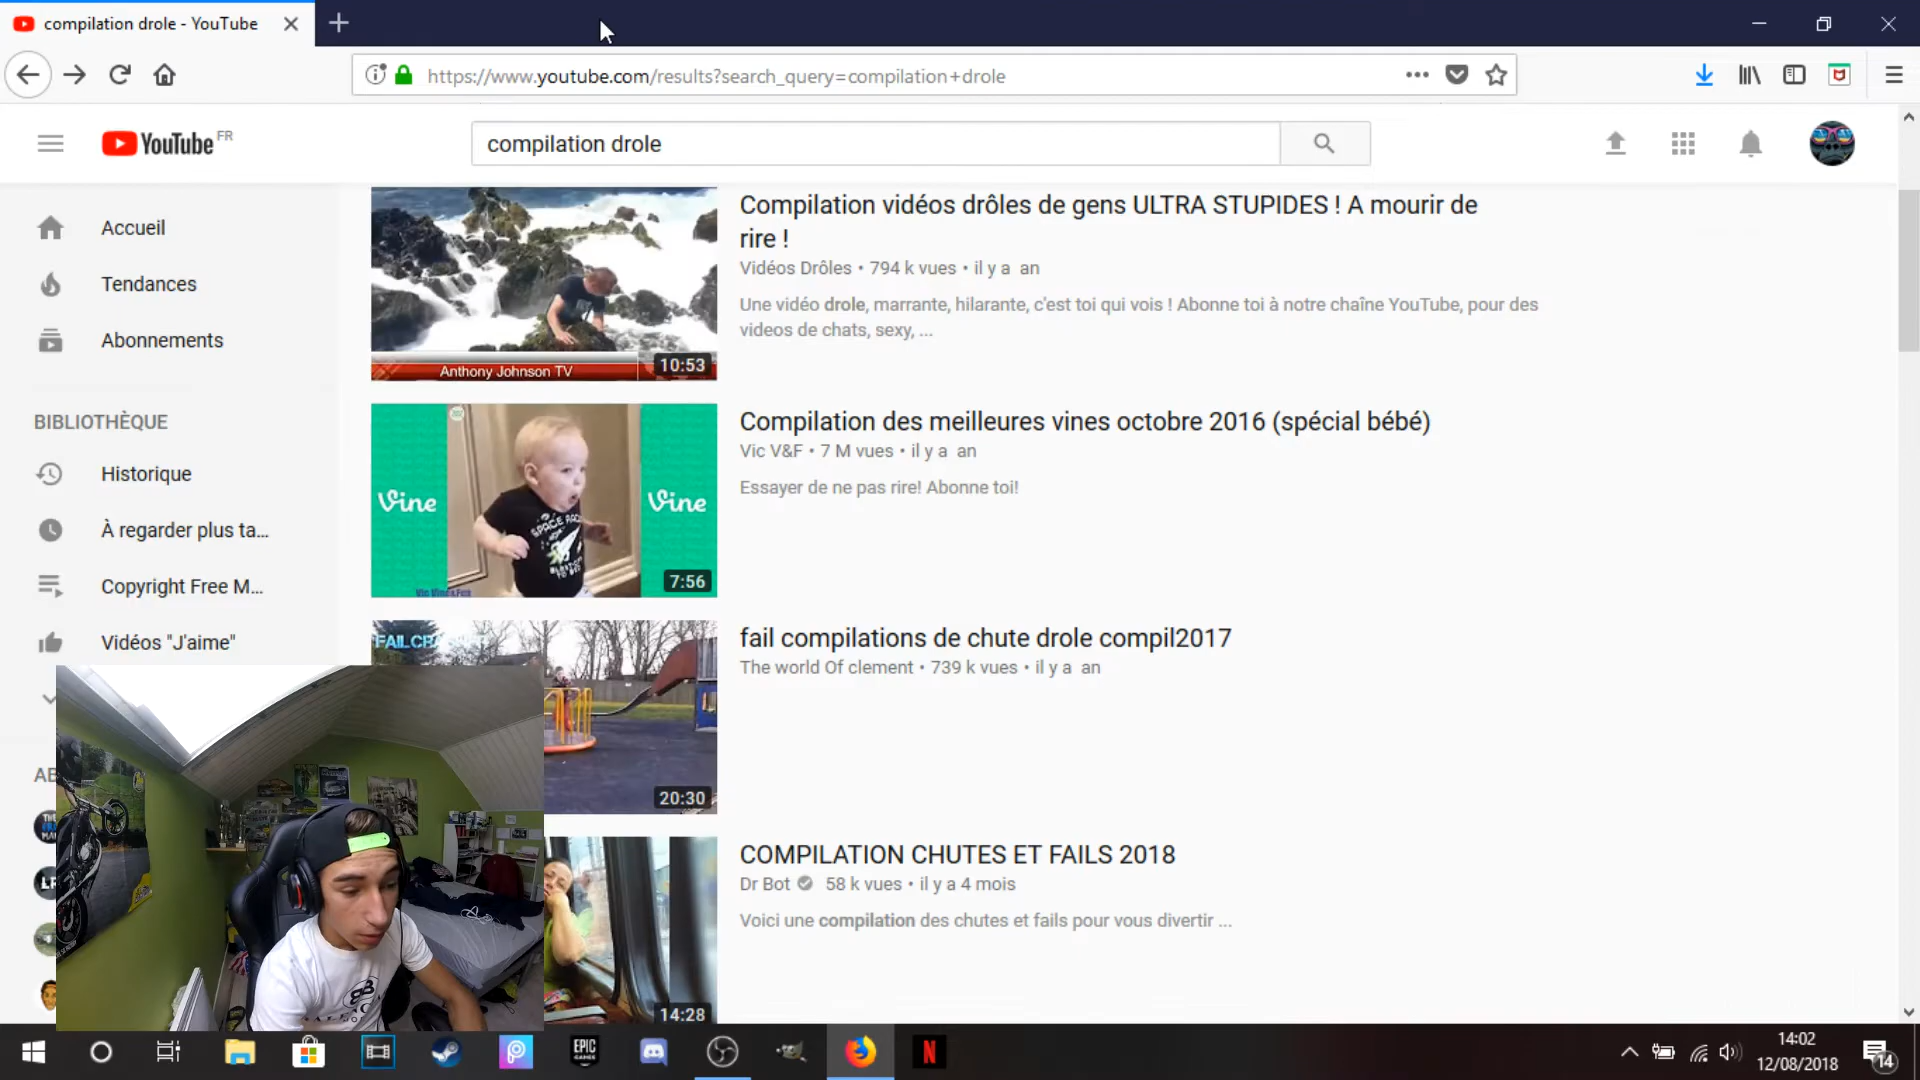 compilation drole - YouTube
https://www.youtube.com/results?search_query=compilation+drole
YouTube FR
compilation drole
Accueil
Tendances
Abonnements
BIBLIOTHÈQUE
Historique
À regarder plus ta...
Copyright Free M...
Vidéos "J'aime"
Compilation vidéos drôles de gens ULTRA STUPIDES ! A mourir de
rire !
Vidéos Drôles • 794 k vues • il y a an
Une vidéo drole, marrante, hilarante, c'est toi qui vois ! Abonne toi à notre chaîne YouTube, pour des
videos de chats, sexy, ...
Anthony Johnson TV
10:53
Compilation des meilleures vines octobre 2016 (spécial bébé)
Vic V&F • 7 M vues • il y a an
Essayer de ne pas rire! Abonne toi!
Vine
Vine
SPACE
7:56
fail compilations de chute drole compil2017
The world Of clement • 739 k vues • il y a an
20:30
COMPILATION CHUTES ET FAILS 2018
Dr Bot 58 k vues • il y a 4 mois
Voici une compilation des chutes et fails pour vous divertir ...
14:28
EPIC
GAMES
N
14:02
12/08/2018
14